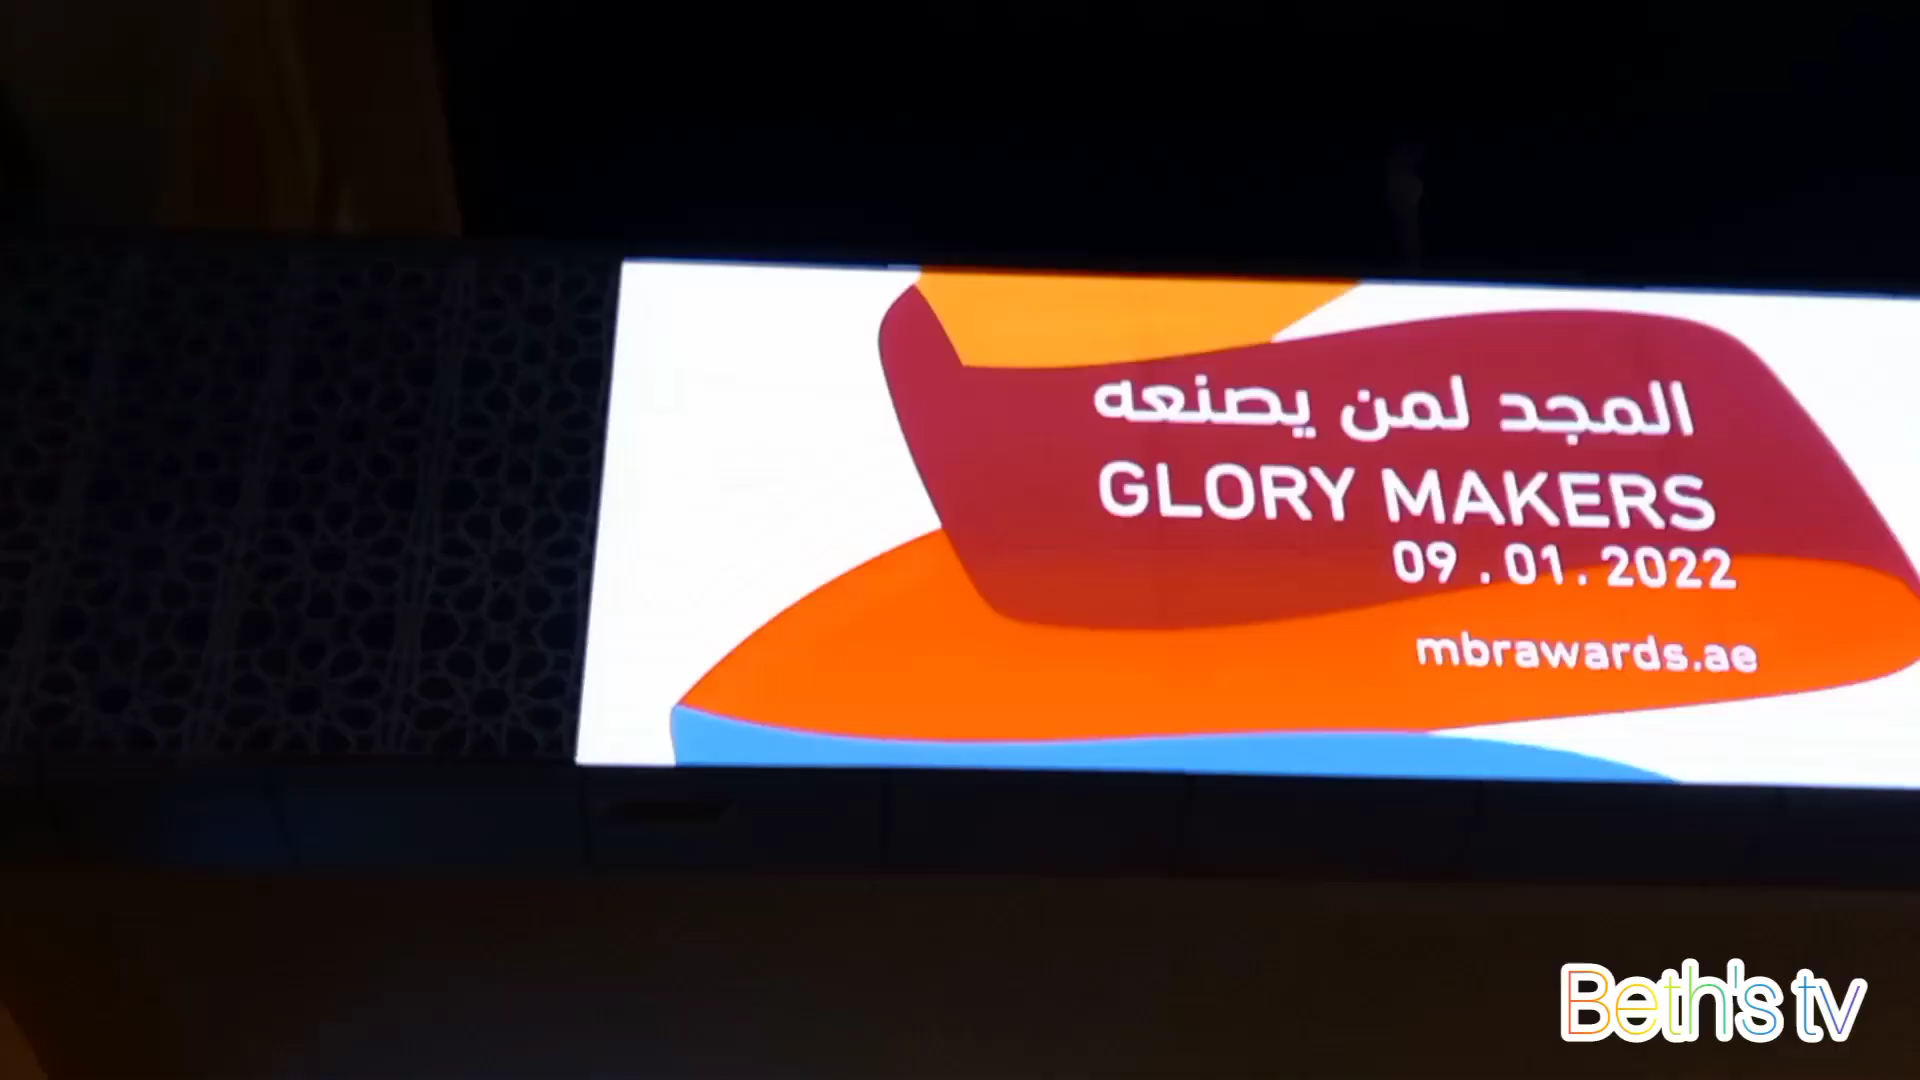 المجد لمن يصنعه
GLORY MAKERS
09 . 01 . 2022
mbrawards.ae
Beth's tv